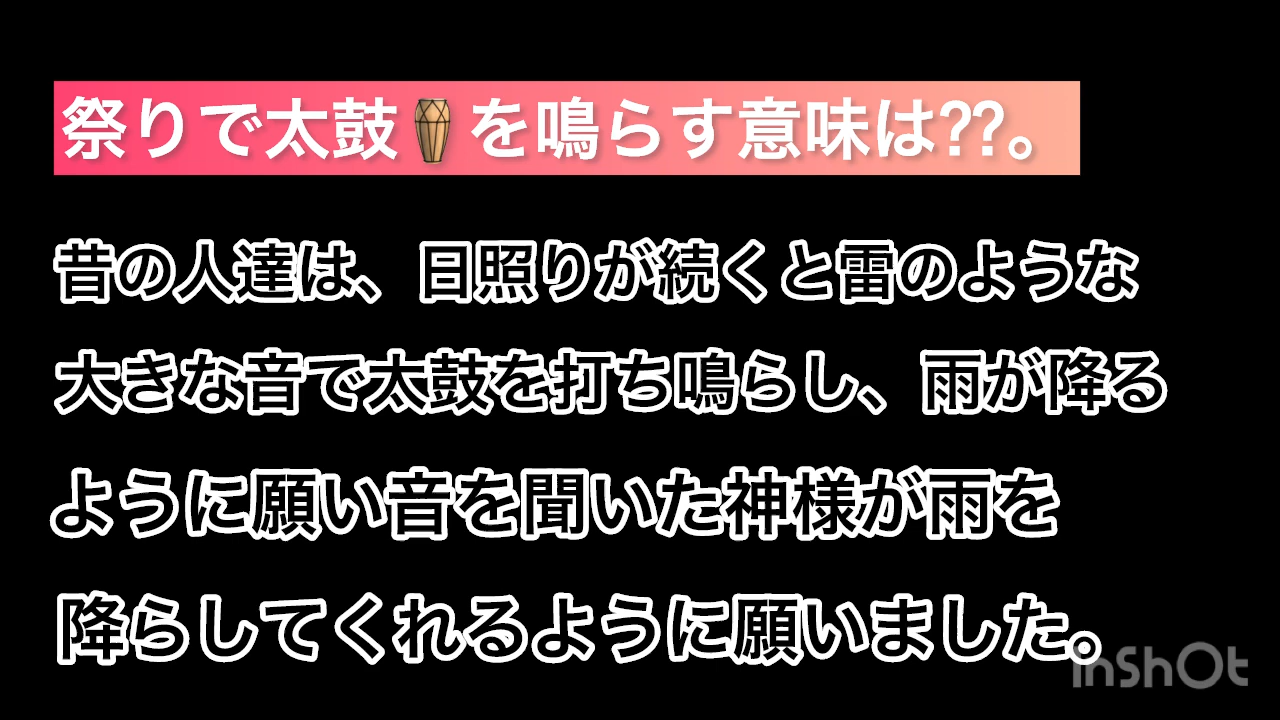 祭りで太鼓🪘を鳴らす意味は??。
昔の人達は、日照りが続くと雷のような
大きな音で太鼓を打ち鳴らし、雨が降る
ように願い音を聞いた神様が雨を
降らしてくれるように願いました。
InShOt